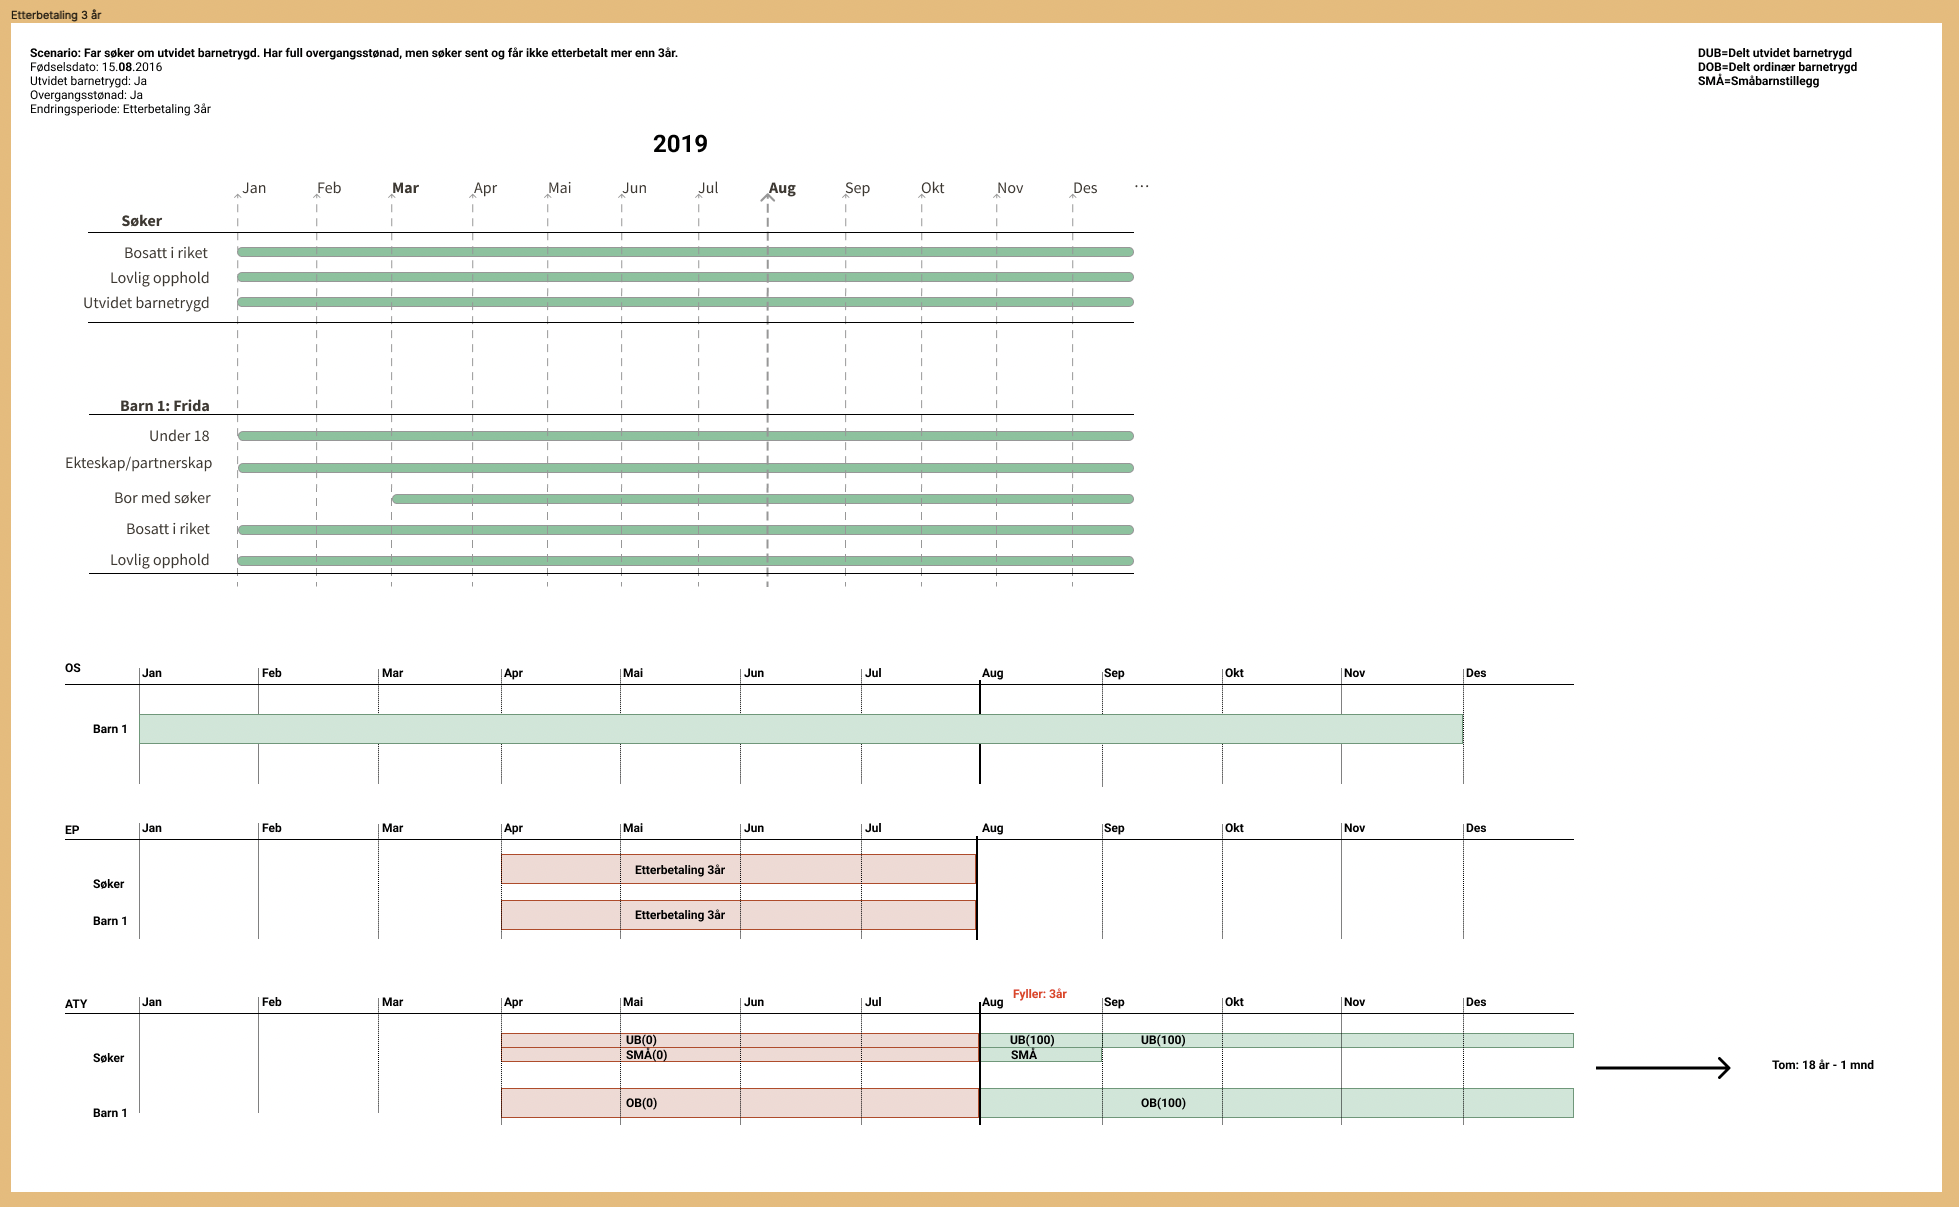 Etterbetaling 3 år
Scenario: Far søker om utvidet barnetrygd. Har full overgangsstønad, men søker sent og får ikke etterbetalt mer enn 3år.
Fødselsdato: 15.08.2016
Utvidet barnetrygd: Ja
Overgangsstønad: Ja
Endringsperiode: Etterbetaling 3år
DUB=Delt utvidet barnetrygd
DOB=Delt ordinær barnetrygd
SMÅ=Småbarnstillegg
2019
Jan Feb Mar Apr Mai Jun Jul Aug Sep Okt Nov Des ...
Søker
Bosatt i riket
Lovlig opphold
Utvidet barnetrygd
Barn 1: Frida
Under 18
Ekteskap/partnerskap
Bor med søker
Bosatt i riket
Lovlig opphold
OS Jan Feb Mar Apr Mai Jun Jul Aug Sep Okt Nov Des
Barn 1
EP Jan Feb Mar Apr Mai Jun Jul Aug Sep Okt Nov Des
Etterbetaling 3år
Søker
Etterbetaling 3år
Barn 1
Fyller: 3år
ATY Jan Feb Mar Apr Mai Jun Jul Aug Sep Okt Nov Des
UB(0) UB(100) UB(100)
SMÅ(0) SMÅ
Søker
Tom: 18 år - 1 mnd
OB(0) OB(100)
Barn 1